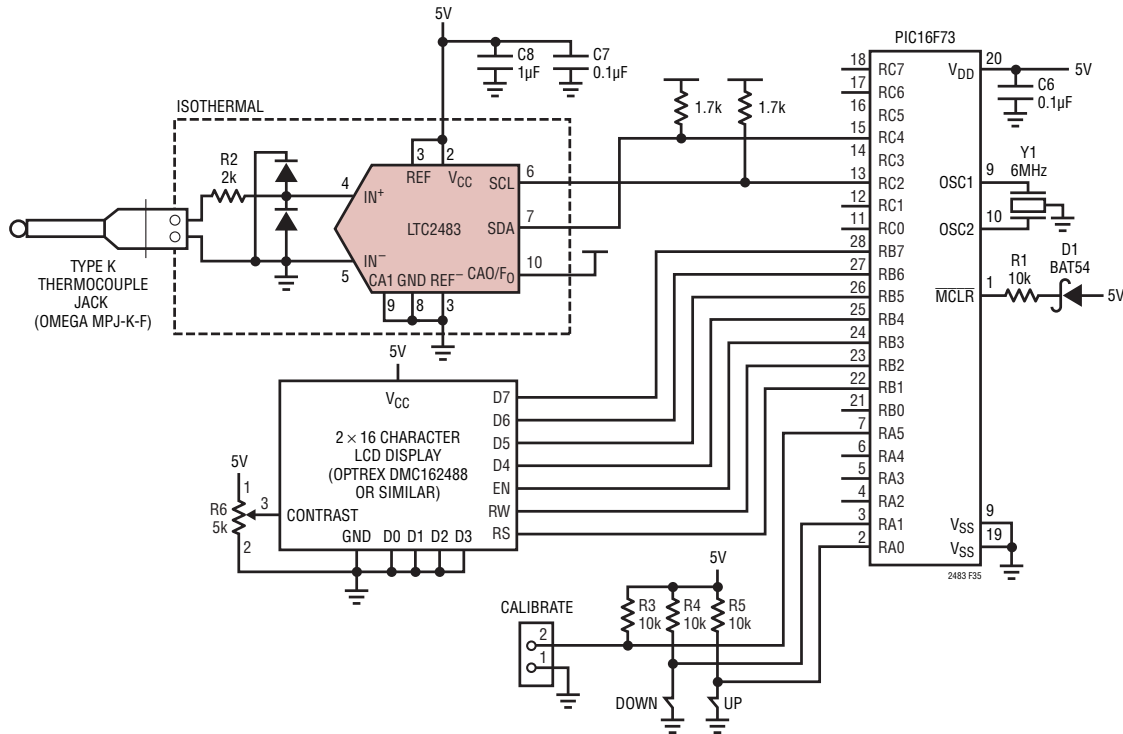 5V
C8
1µF
C7
0.1µF
ISOTHERMAL
R2
2k
4
5
IN+
IN−
3
2
REF
VCC
LTC2483
SCL
6
SDA
7
CAO/FO
10
CA1 GND REF−
9
8
3
TYPE K
THERMOCOUPLE
JACK
(OMEGA MPJ-K-F)
1.7k
1.7k
PIC16F73
18 RC7
17 RC6
16 RC5
15 RC4
14 RC3
13 RC2
12 RC1
11 RC0
28 RB7
27 RB6
26 RB5
25 RB4
24 RB3
23 RB2
22 RB1
21 RB0
7 RA5
6 RA4
5 RA3
4 RA2
3 RA1
2 RA0
VDD 20
5V
C6
0.1µF
Y1
6MHz
OSC1 9
OSC2 10
R1
10k
D1
BAT54
MCLR 1
5V
VSS 9
VSS 19
2483 F35
5V
VCC
2 × 16 CHARACTER
LCD DISPLAY
(OPTREX DMC162488
OR SIMILAR)
D7
D6
D5
D4
EN
RW
RS
CONTRAST
GND D0 D1 D2 D3
5V
1
R6
5k
3
2
CALIBRATE
2
1
5V
R3
10k
R4
10k
R5
10k
DOWN
UP